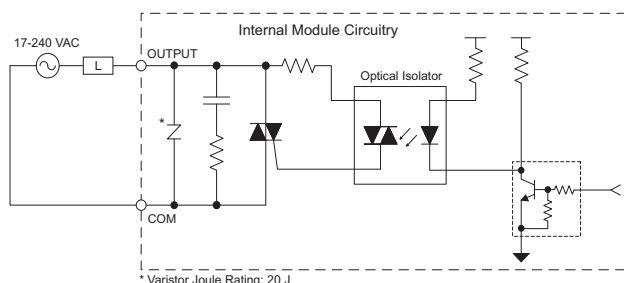 Internal Module Circuitry
17-240 VAC
OUTPUT
L
Optical Isolator
*
COM
* Varistor Joule Rating: 20 J